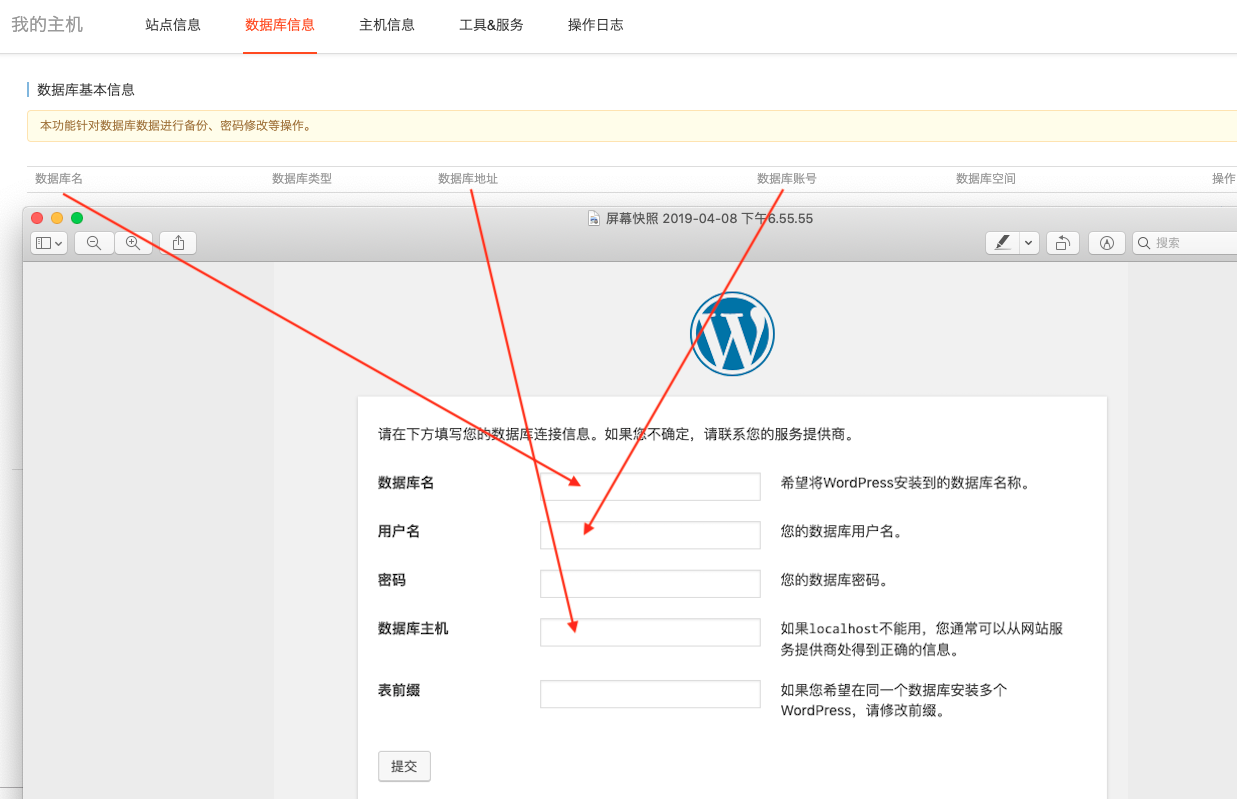 我的主机 站点信息 数据库信息 主机信息 工具&服务 操作日志
数据库基本信息
本功能针对数据库数据进行备份、密码修改等操作。
数据库名 数据库类型 数据库地址 数据库账号 数据库空间 操作
屏幕快照 2019-04-08 下午6.55.55
搜索
请在下方填写您的数据库连接信息。如果您不确定，请联系您的服务提供商。
数据库名 希望将WordPress安装到的数据库名称。
用户名 您的数据库用户名。
密码 您的数据库密码。
数据库主机 如果localhost不能用，您通常可以从网站服
务提供商处得到正确的信息。
表前缀 如果您希望在同一个数据库安装多个
WordPress，请修改前缀。
提交